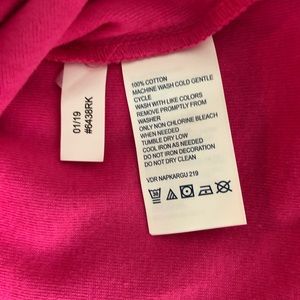 01/19
#6438RK
100% COTTON
MACHINE WASH COLD GENTLE
CYCLE
WASH WITH LIKE COLORS
REMOVE PROMPTLY FROM
WASHER
ONLY NON CHLORINE BLEACH
WHEN NEEDED
TUMBLE DRY LOW
COOL IRON AS NEEDED
DO NOT IRON DECORATION
DO NOT DRY CLEAN
VDR NAPKARGU 219